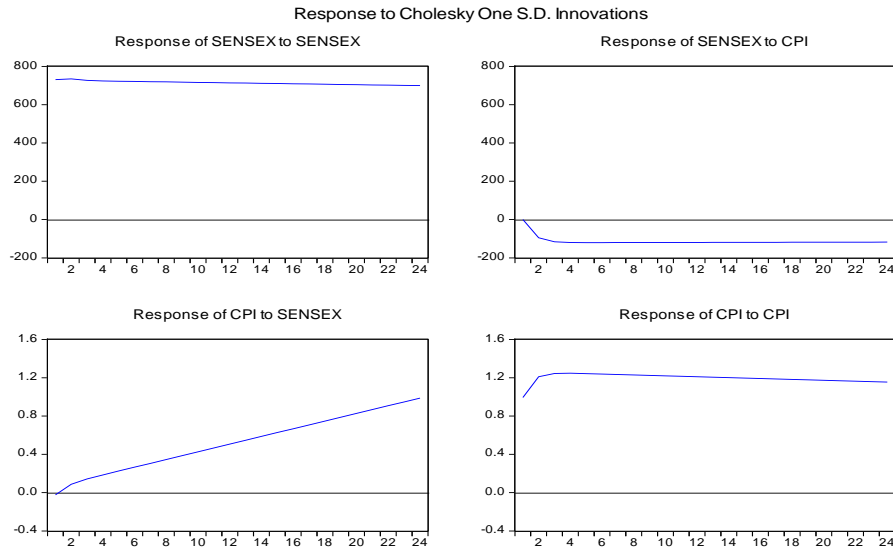 Response to Cholesky One S.D. Innovations
Response of SENSEX to SENSEX
800
600
400
200
0
-200
2 4 6 8 10 12 14 16 18 20 22 24
Response of SENSEX to CPI
800
600
400
200
0
-200
2 4 6 8 10 12 14 16 18 20 22 24
Response of CPI to SENSEX
1.6
1.2
0.8
0.4
0.0
-0.4
2 4 6 8 10 12 14 16 18 20 22 24
Response of CPI to CPI
1.6
1.2
0.8
0.4
0.0
-0.4
2 4 6 8 10 12 14 16 18 20 22 24